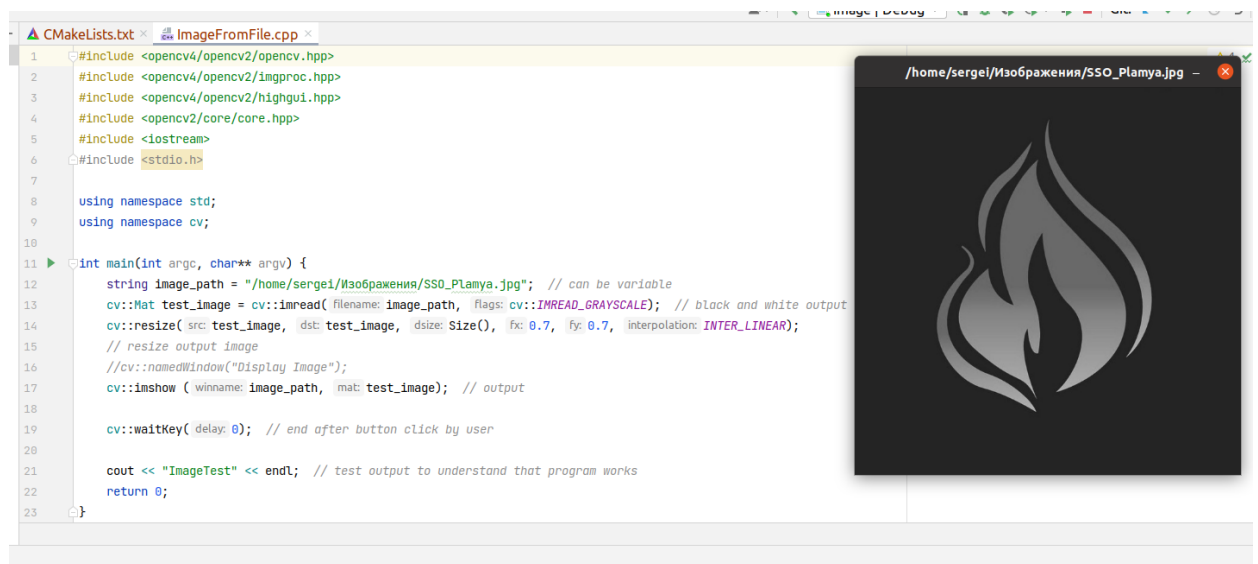 image | Debug
Git:
CMakeLists.txt ImageFromFile.cpp
1 #include <opencv4/opencv2/opencv.hpp>
2 #include <opencv4/opencv2/imgproc.hpp>
3 #include <opencv4/opencv2/highgui.hpp>
4 #include <opencv2/core/core.hpp>
5 #include <iostream>
6 #include <stdio.h>
7
8 using namespace std;
9 using namespace cv;
10
11 int main(int argc, char** argv) {
12 string image_path = "/home/sergei/Изображения/SSO_Plamya.jpg"; // can be variable
13 cv::Mat test_image = cv::imread( filename: image_path, flags: cv::IMREAD_GRAYSCALE); // black and white output
14 cv::resize( src: test_image, dst: test_image, dsize: Size(), fx: 0.7, fy: 0.7, interpolation: INTER_LINEAR);
15 // resize output image
16 //cv::namedWindow("Display Image");
17 cv::imshow ( winname: image_path, mat: test_image); // output
18
19 cv::waitKey( delay: 0); // end after button click by user
20
21 cout << "ImageTest" << endl; // test output to understand that program works
22 return 0;
23 }
/home/sergei/Изображения/SSO_Plamya.jpg